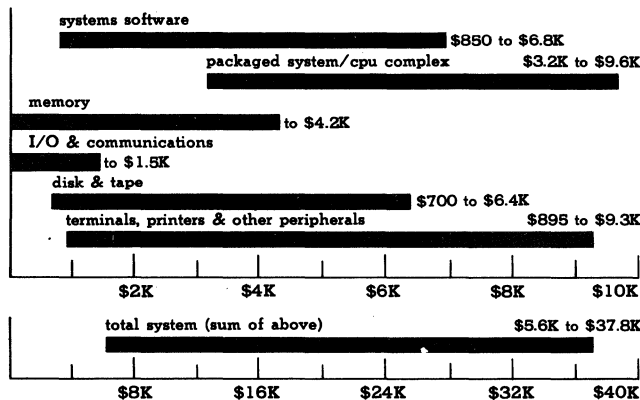 systems software
$850 to $6.8K
packaged system/cpu complex $3.2K to $9.6K
memory
to $4.2K
I/O & communications
to $1.5K
disk & tape
$700 to $6.4K
terminals, printers & other peripherals $895 to $9.3K
$2K $4K $6K $8K $10K
total system (sum of above) $5.6K to $37.8K
$8K $16K $24K $32K $40K